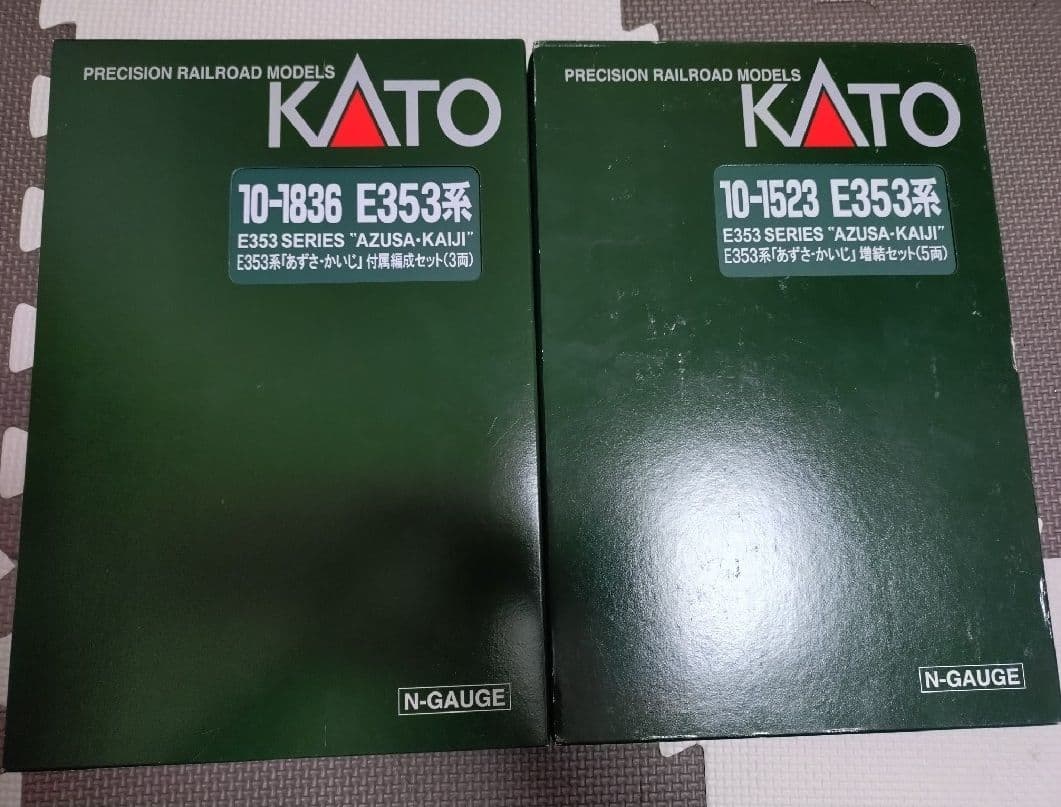 PRECISION RAILROAD MODELS
KATO
10-1836 E353系
E353 SERIES "AZUSA・KAIJI"
E353系「あずさ・かいじ」付属編成セット(3両)
N-GAUGE
PRECISION RAILROAD MODELS
KATO
10-1523 E353系
E353 SERIES "AZUSA・KAIJI"
E353系「あずさ・かいじ」増結セット(5両)
N-GAUGE